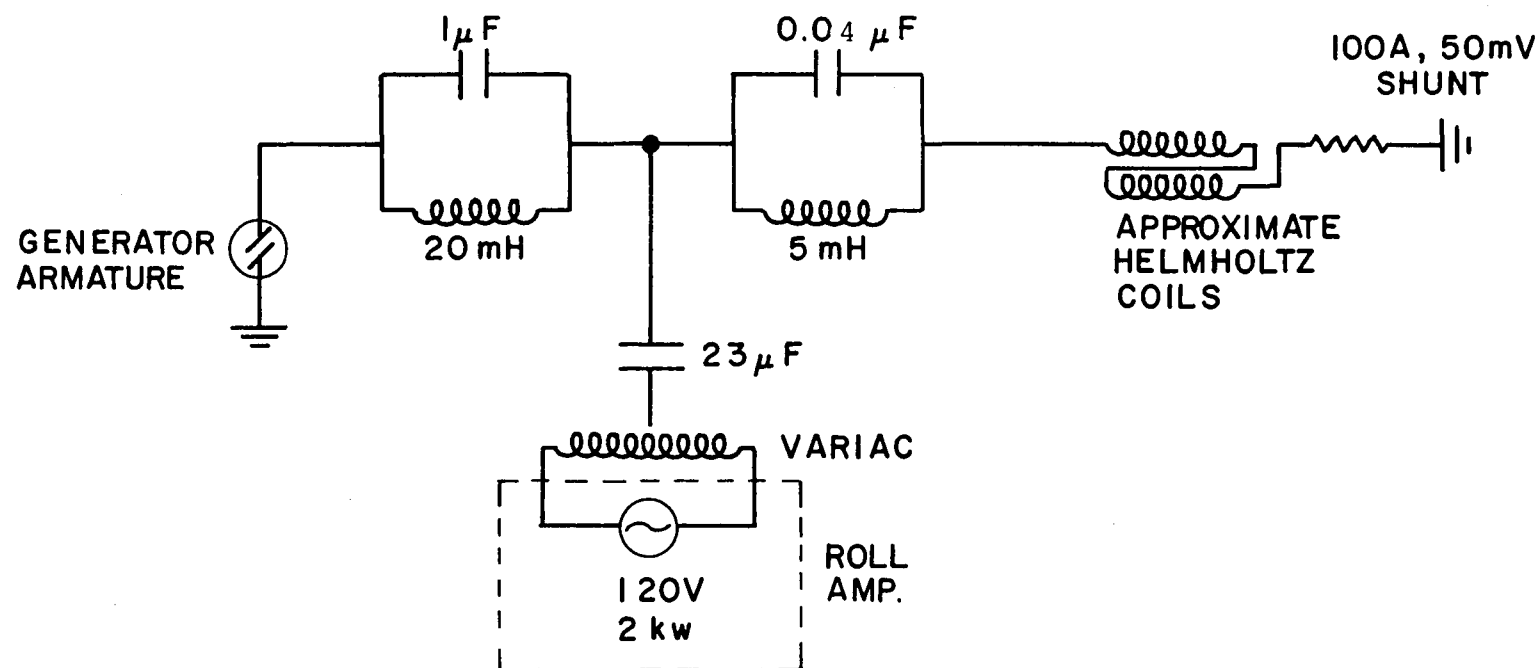 1μF
0.04 μF
100A, 50mV
SHUNT
GENERATOR
ARMATURE
20 mH
5 mH
APPROXIMATE
HELMHOLTZ
COILS
23μF
VARIAC
120V
2 kw
ROLL
AMP.